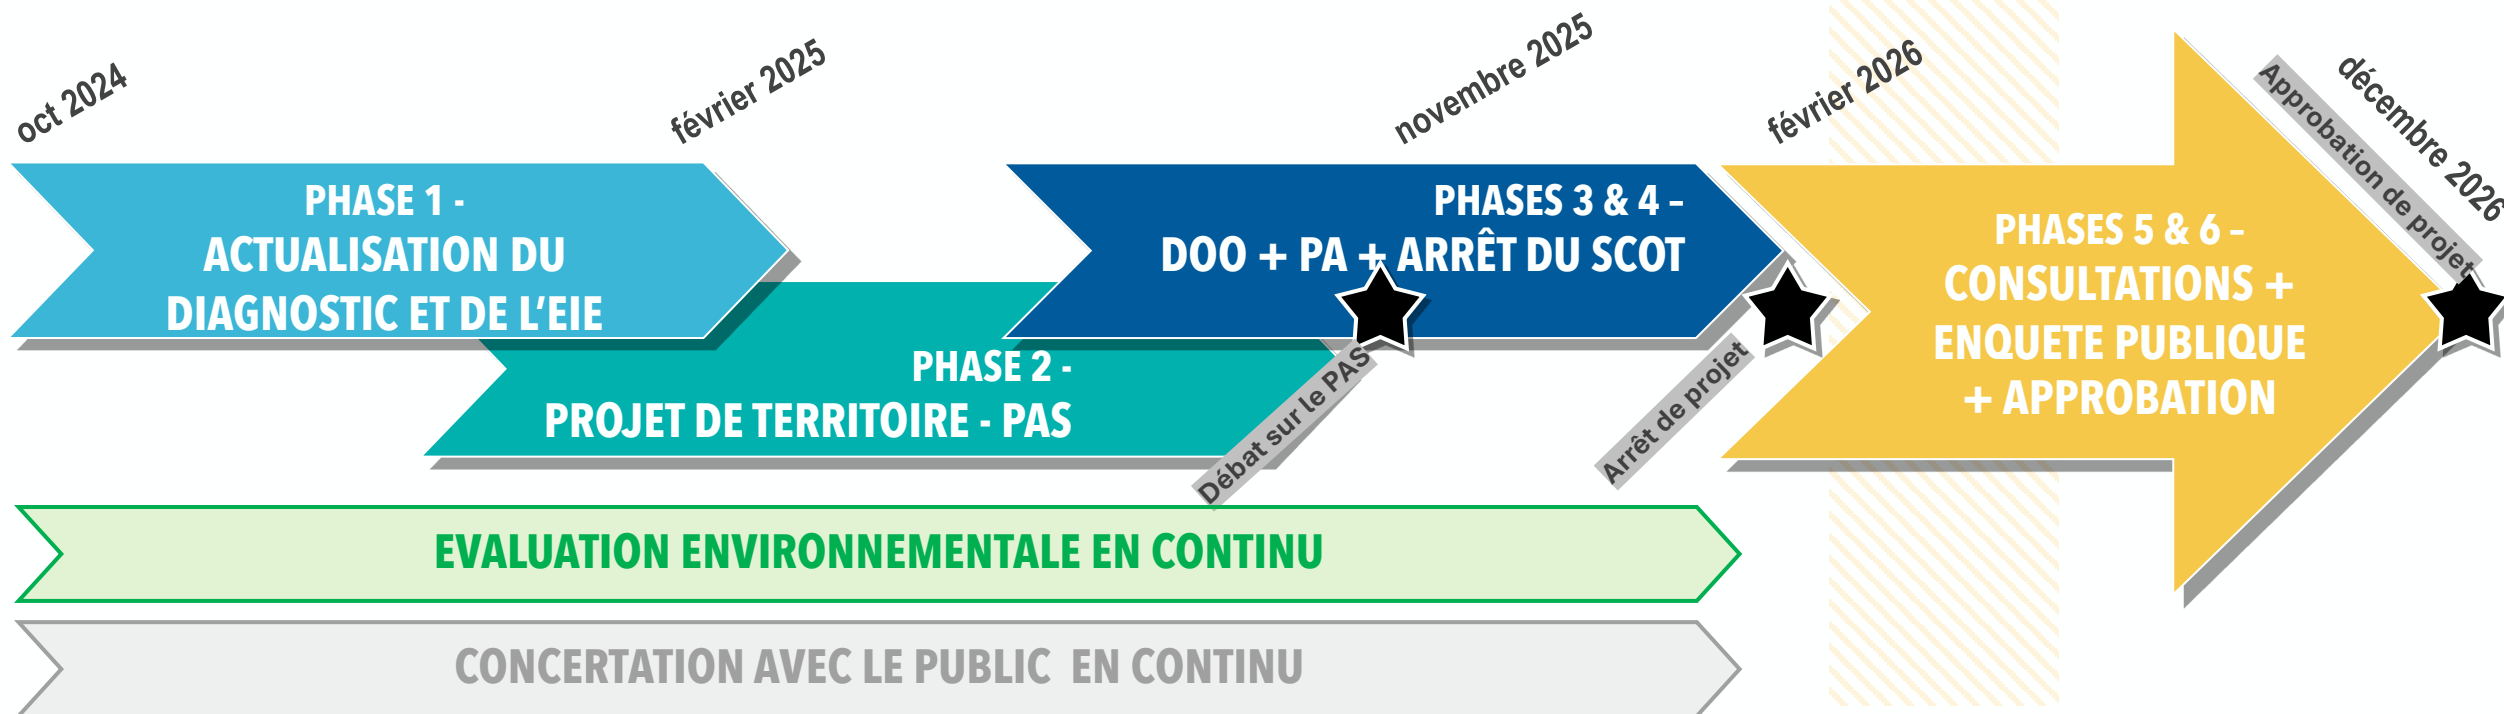 oct 2024
février 2025
novembre 2025
février 2026
décembre 2026
PHASE 1 -
ACTUALISATION DU
DIAGNOSTIC ET DE L’EIE
PHASE 2 -
PROJET DE TERRITOIRE - PAS
PHASES 3 & 4 –
DOO + PA + ARRÊT DU SCOT
PHASES 5 & 6 –
CONSULTATIONS +
ENQUETE PUBLIQUE
+ APPROBATION
Débat sur le PAS
Arrêt de projet
Approbation de projet
EVALUATION ENVIRONNEMENTALE EN CONTINU
CONCERTATION AVEC LE PUBLIC  EN CONTINU